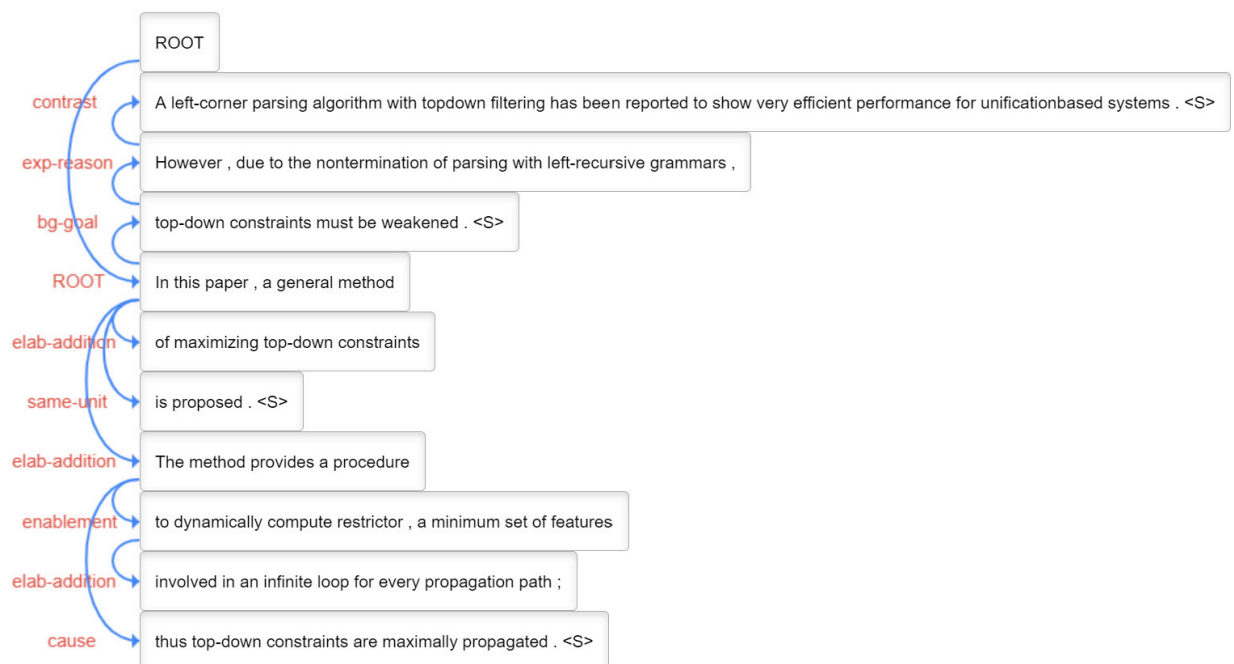 ROOT
contrast A left-corner parsing algorithm with topdown filtering has been reported to show very efficient performance for unificationbased systems . <S>
exp-reason However , due to the nontermination of parsing with left-recursive grammars ,
bg-goal top-down constraints must be weakened . <S>
ROOT In this paper , a general method
elab-addition of maximizing top-down constraints
same-unit is proposed . <S>
elab-addition The method provides a procedure
enablement to dynamically compute restrictor , a minimum set of features
elab-addition involved in an infinite loop for every propagation path ;
cause thus top-down constraints are maximally propagated . <S>